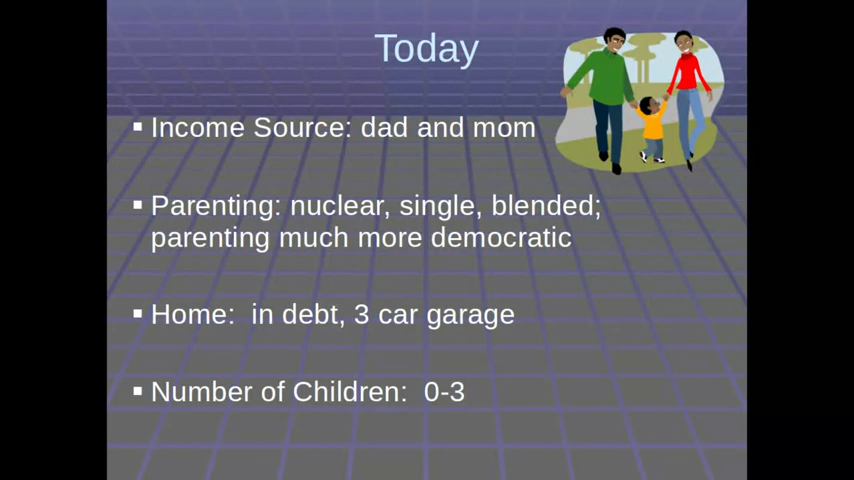 Today
▪ Income Source: dad and mom
▪ Parenting: nuclear, single, blended;
parenting much more democratic
▪ Home:  in debt, 3 car garage
▪ Number of Children:  0-3